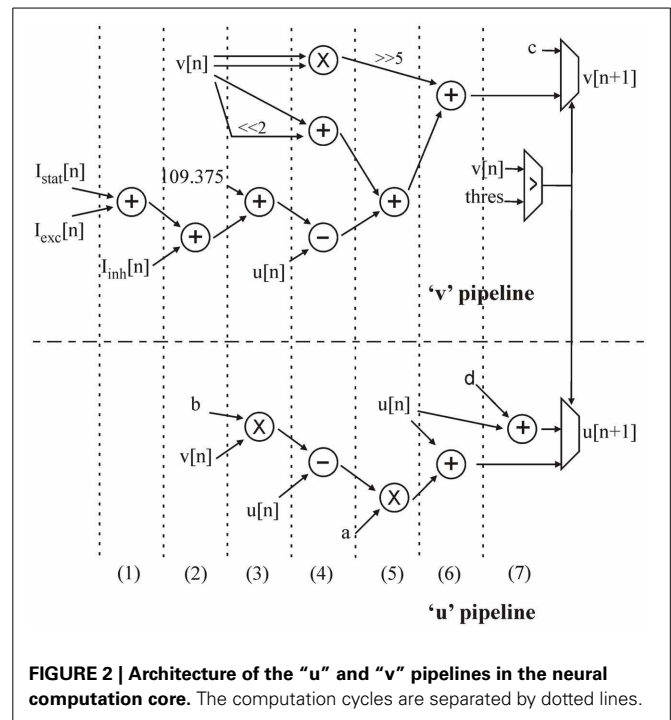 c
>>5
v[n]
v[n+1]
<<2
v[n]
I_stat[n]
109.375
thres
>
I_exc[n]
I_inh[n]
u[n]
'v' pipeline
d
b
u[n]
u[n+1]
v[n]
u[n]
a
(1) (2) (3) (4) (5) (6) (7)
'u' pipeline
FIGURE 2 | Architecture of the "u" and "v" pipelines in the neural
computation core. The computation cycles are separated by dotted lines.